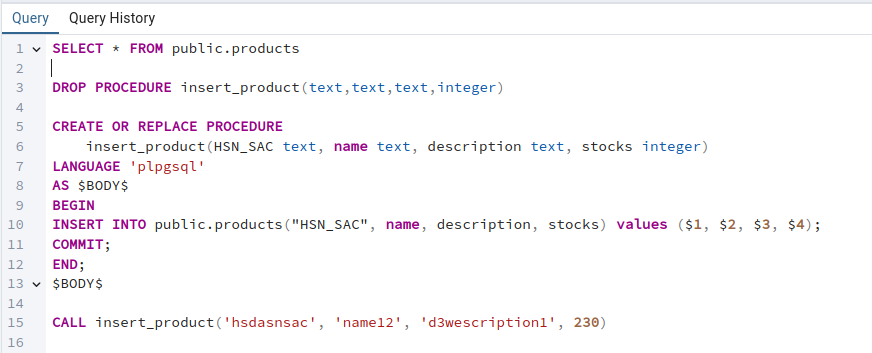 Query Query History
1 SELECT * FROM public.products
2
3 DROP PROCEDURE insert_product(text,text,text,integer)
4
5 CREATE OR REPLACE PROCEDURE
6 insert_product(HSN_SAC text, name text, description text, stocks integer)
7 LANGUAGE 'plpgsql'
8 AS $BODY$
9 BEGIN
10 INSERT INTO public.products("HSN_SAC", name, description, stocks) values ($1, $2, $3, $4);
11 COMMIT;
12 END;
13 $BODY$
14
15 CALL insert_product('hsdasnsac', 'name12', 'd3wescription1', 230)
16